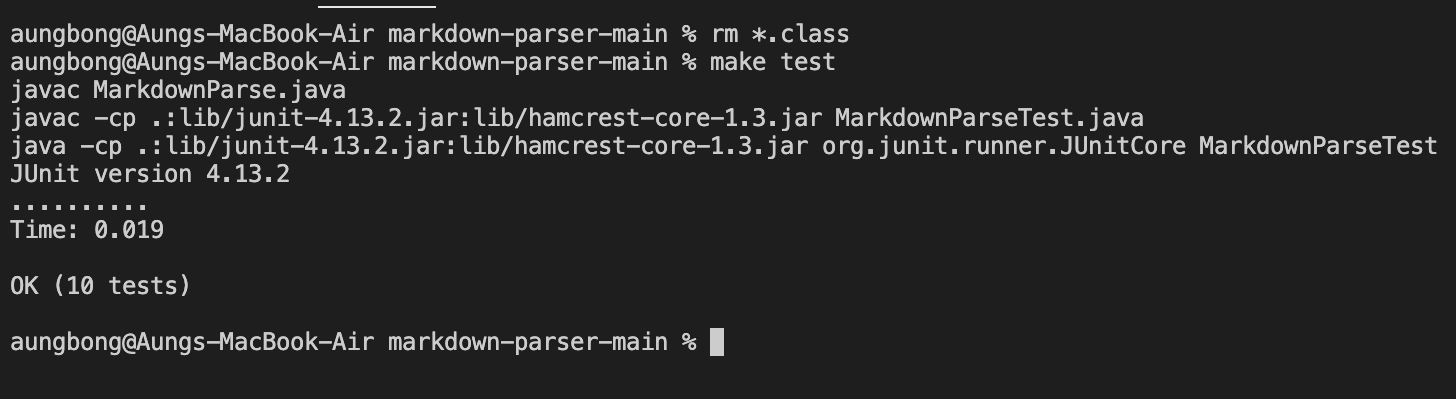 aungbong@Aungs-MacBook-Air markdown-parser-main % rm *.class
aungbong@Aungs-MacBook-Air markdown-parser-main % make test
javac MarkdownParse.java
javac -cp .:lib/junit-4.13.2.jar:lib/hamcrest-core-1.3.jar MarkdownParseTest.java
java -cp .:lib/junit-4.13.2.jar:lib/hamcrest-core-1.3.jar org.junit.runner.JUnitCore MarkdownParseTest
JUnit version 4.13.2
..........
Time: 0.019
OK (10 tests)
aungbong@Aungs-MacBook-Air markdown-parser-main %